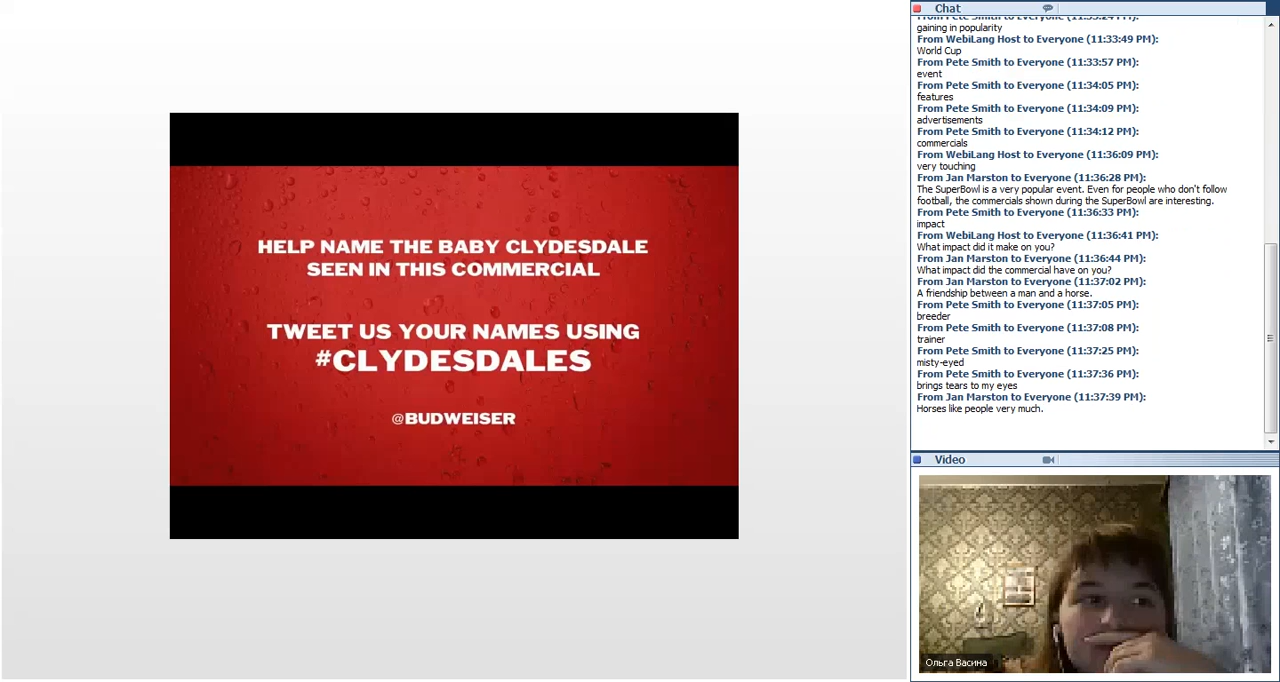 HELP NAME THE BABY CLYDESDALE
SEEN IN THIS COMMERCIAL
TWEET US YOUR NAMES USING
#CLYDESDALES
@BUDWEISER
Chat
From Pete Smith to Everyone (11:33:24 PM):
gaining in popularity
From WebiLang Host to Everyone (11:33:49 PM):
World Cup
From Pete Smith to Everyone (11:33:57 PM):
event
From Pete Smith to Everyone (11:34:05 PM):
features
From Pete Smith to Everyone (11:34:09 PM):
advertisements
From Pete Smith to Everyone (11:34:12 PM):
commercials
From WebiLang Host to Everyone (11:36:09 PM):
very touching
From Jan Marston to Everyone (11:36:28 PM):
The SuperBowl is a very popular event. Even for people who don't follow
football, the commercials shown during the SuperBowl are interesting.
From Pete Smith to Everyone (11:36:33 PM):
impact
From WebiLang Host to Everyone (11:36:41 PM):
What impact did it make on you?
From Jan Marston to Everyone (11:36:44 PM):
What impact did the commercial have on you?
From Jan Marston to Everyone (11:37:02 PM):
A friendship between a man and a horse.
From Pete Smith to Everyone (11:37:05 PM):
breeder
From Pete Smith to Everyone (11:37:08 PM):
trainer
From Pete Smith to Everyone (11:37:25 PM):
misty-eyed
From Pete Smith to Everyone (11:37:36 PM):
brings tears to my eyes
From Jan Marston to Everyone (11:37:39 PM):
Horses like people very much.
Video
Ольга Васина